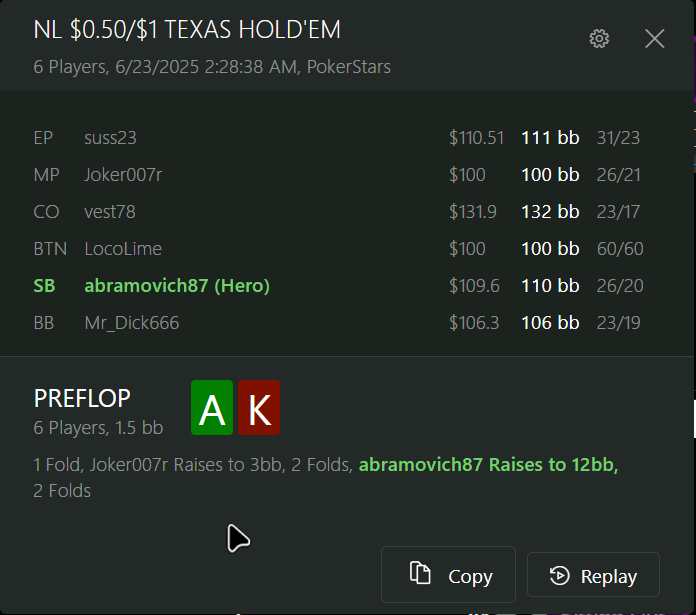 NL $0.50/$1 TEXAS HOLD'EM
6 Players, 6/23/2025 2:28:38 AM, PokerStars
EP suss23 $110.51 111 bb 31/23
MP Joker007r $100 100 bb 26/21
CO vest78 $131.9 132 bb 23/17
BTN LocoLime $100 100 bb 60/60
SB abramovich87 (Hero) $109.6 110 bb 26/20
BB Mr_Dick666 $106.3 106 bb 23/19
PREFLOP A K
6 Players, 1.5 bb
1 Fold, Joker007r Raises to 3bb, 2 Folds, abramovich87 Raises to 12bb,
2 Folds
Copy Replay